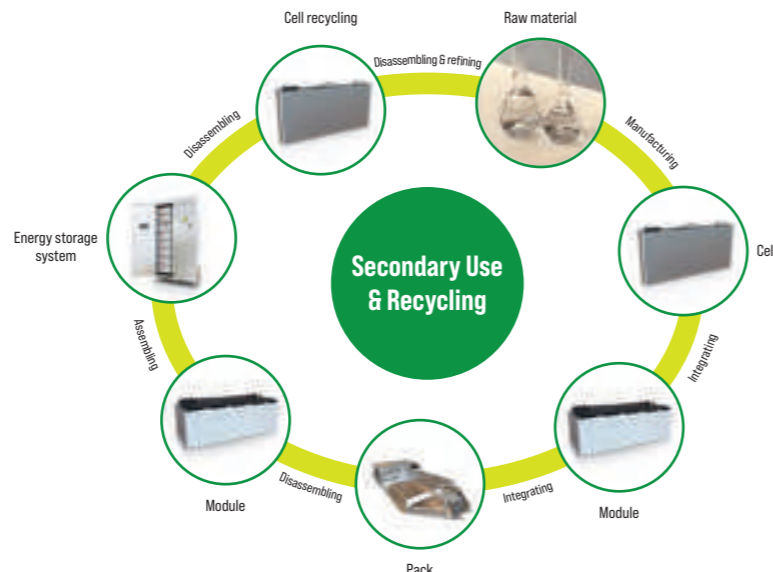 Cell recycling
Raw material
Disassembling & refining
Disassembling
Manufacturing
Energy storage
system
Secondary Use
& Recycling
Cel
Assembling
Integrating
Module
Disassembling
Integrating
Module
Pack